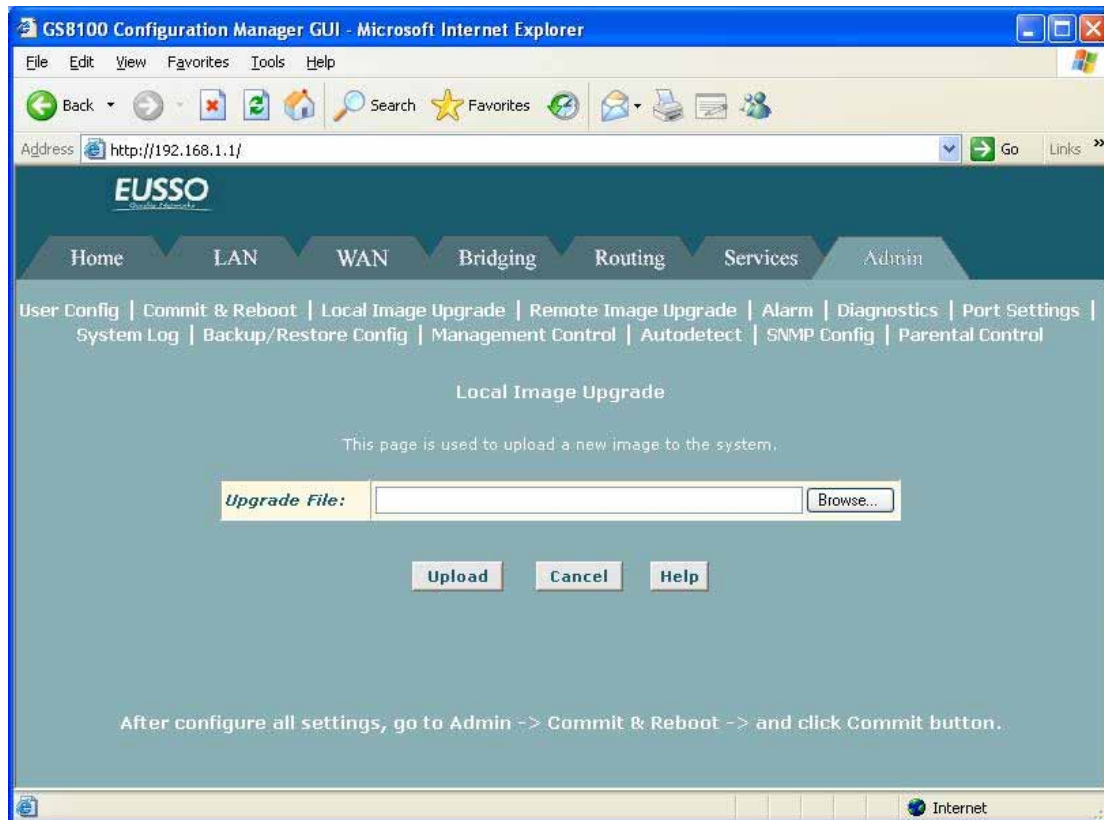 GS8100 Configuration Manager GUI - Microsoft Internet Explorer
File Edit View Favorites Tools Help
Back Search Favorites
Address http://192.168.1.1/ Go Links »
EUSSO
Quality Networks
Home LAN WAN Bridging Routing Services Admin
User Config | Commit & Reboot | Local Image Upgrade | Remote Image Upgrade | Alarm | Diagnostics | Port Settings |
System Log | Backup/Restore Config | Management Control | Autodetect | SNMP Config | Parental Control
Local Image Upgrade
This page is used to upload a new image to the system.
Upgrade File: Browse...
Upload Cancel Help
After configure all settings, go to Admin -> Commit & Reboot -> and click Commit button.
Internet